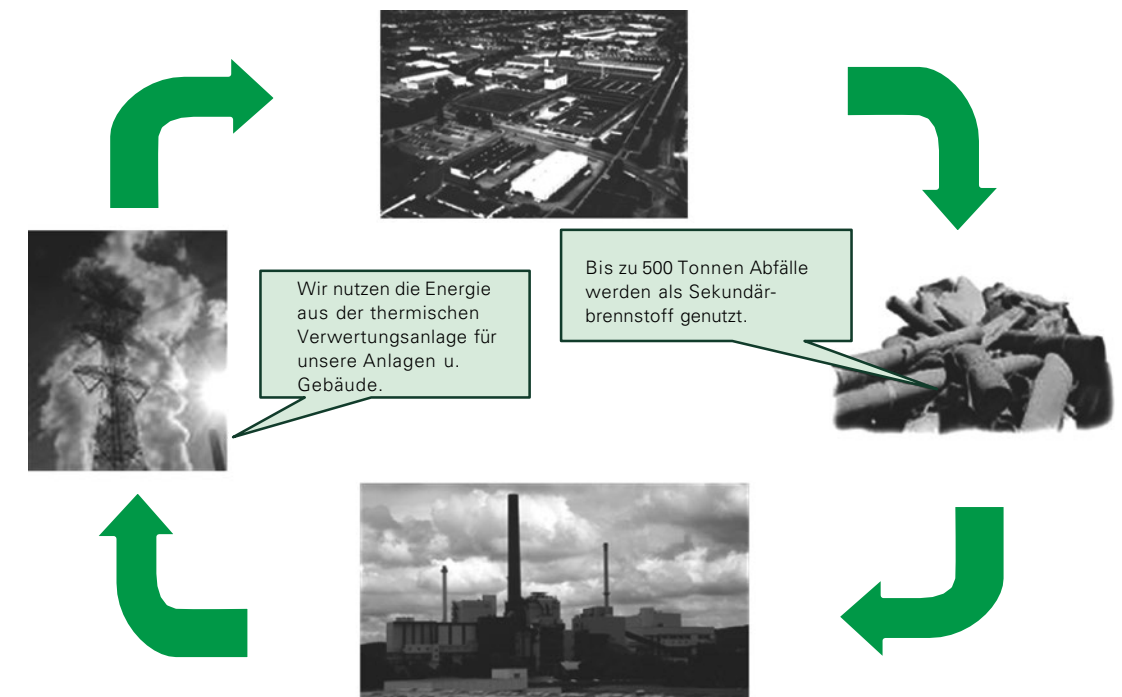 Wir nutzen die Energie
aus der thermischen
Verwertungsanlage für
unsere Anlagen u.
Gebäude.
Bis zu 500 Tonnen Abfälle
werden als Sekundär-
brennstoff genutzt.